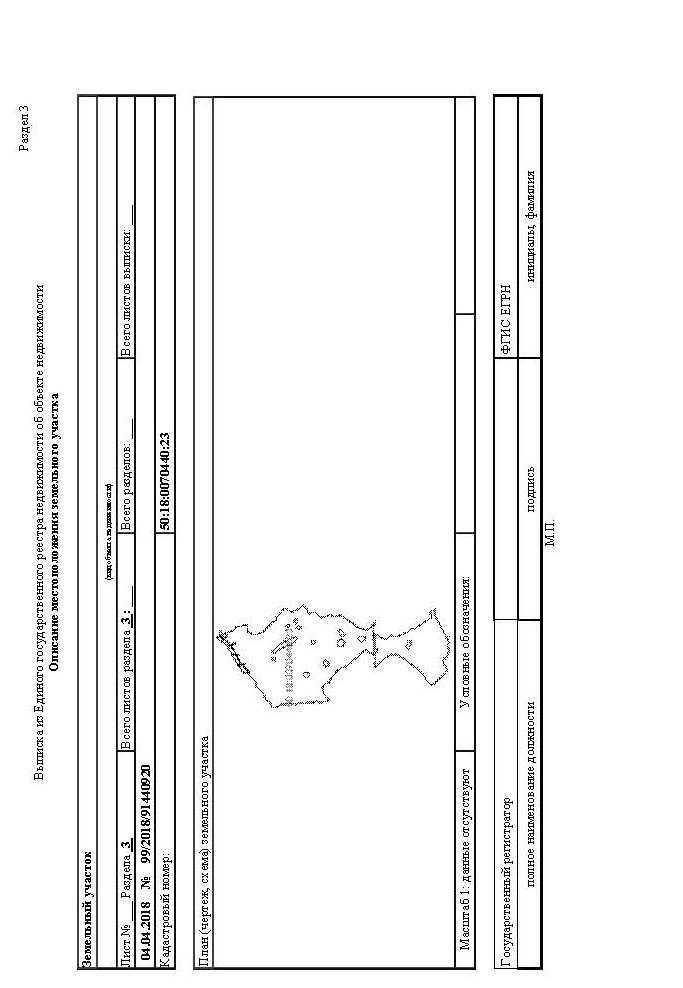 Раздел 3
Выписка из Единого государственного реестра недвижимости об объекте недвижимости
Описание местоположения земельного участка
Земельный участок
(вид объекта недвижимости)
Лист № ___ Раздела 3 Всего листов раздела 3 : ___ Всего разделов: ___ Всего листов выписки: ___
04.04.2018 № 99/2018/91440920
Кадастровый номер: 50:18:0070440:23
План (чертеж, схема) земельного участка
Масштаб 1: данные отсутствуют Условные обозначения:
Государственный регистратор ФГИС ЕГРН
полное наименование должности подпись инициалы, фамилия
М.П.